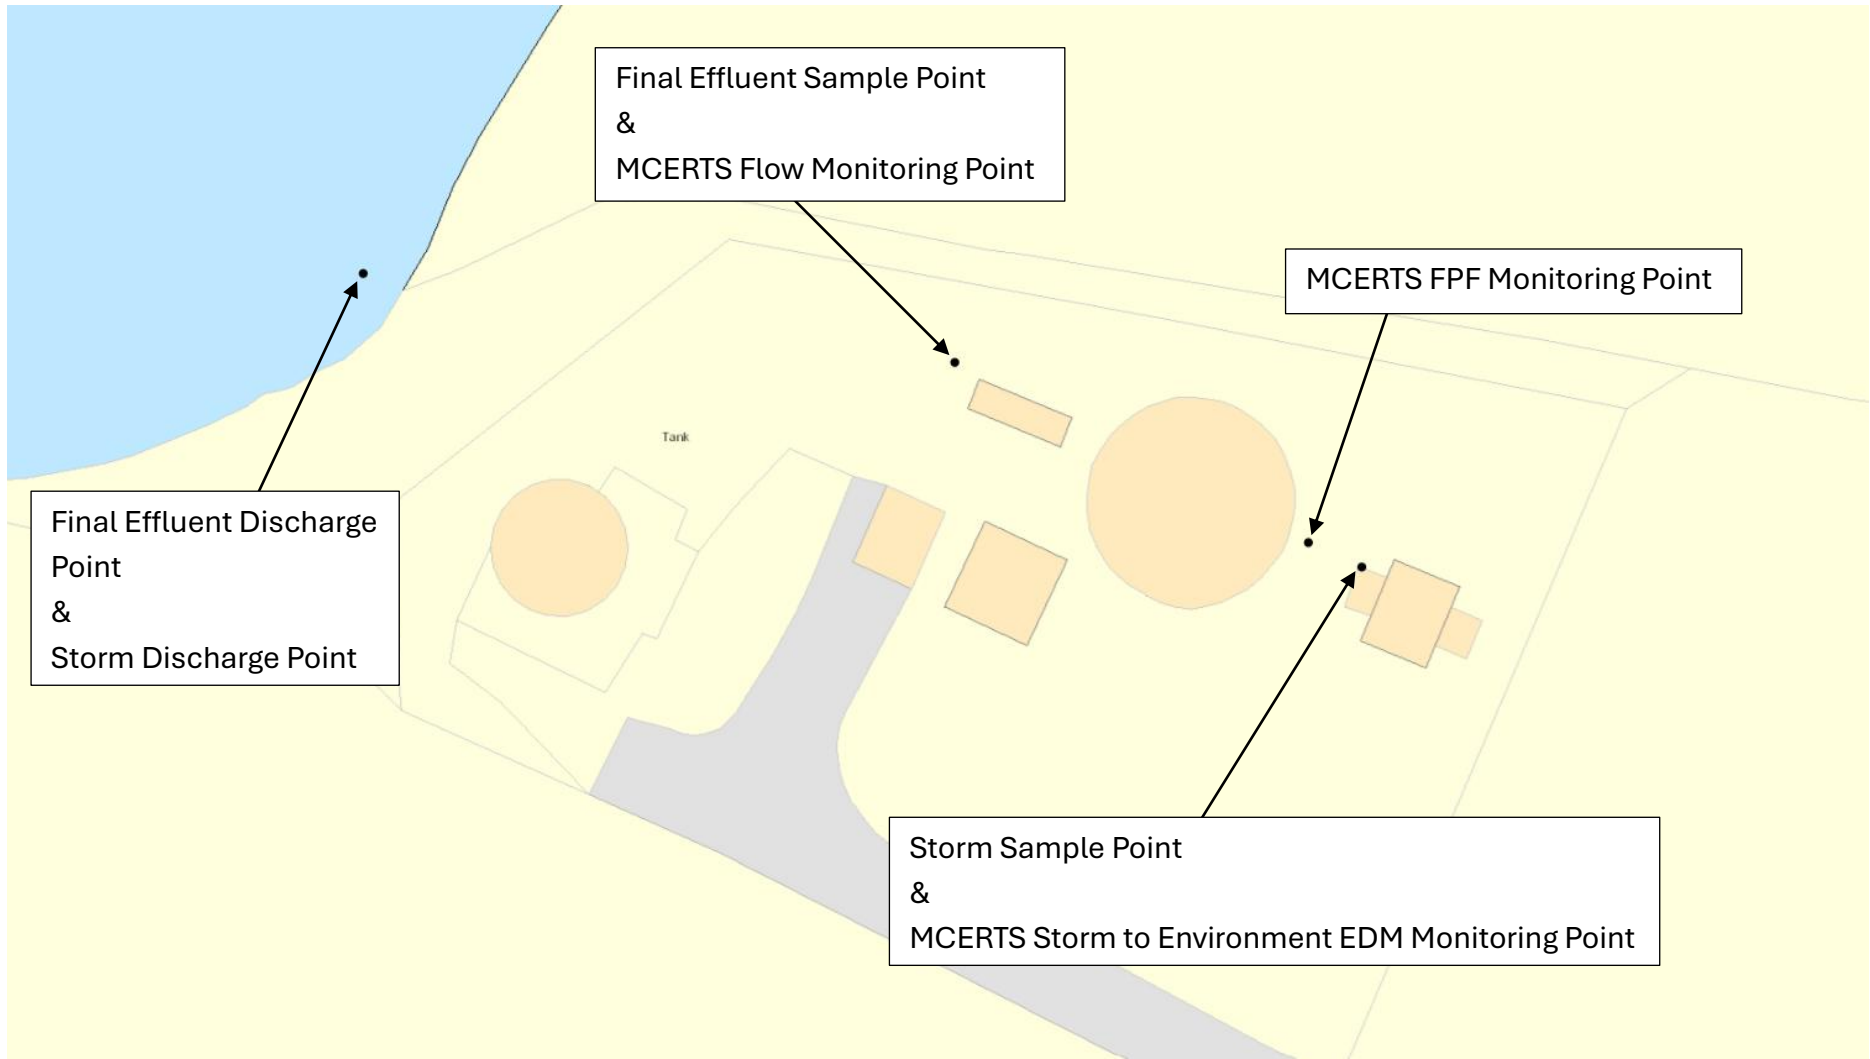 Final Effluent Sample Point
&
MCERTS Flow Monitoring Point
MCERTS FPF Monitoring Point
Tank
Final Effluent Discharge
Point
&
Storm Discharge Point
Storm Sample Point
&
MCERTS Storm to Environment EDM Monitoring Point